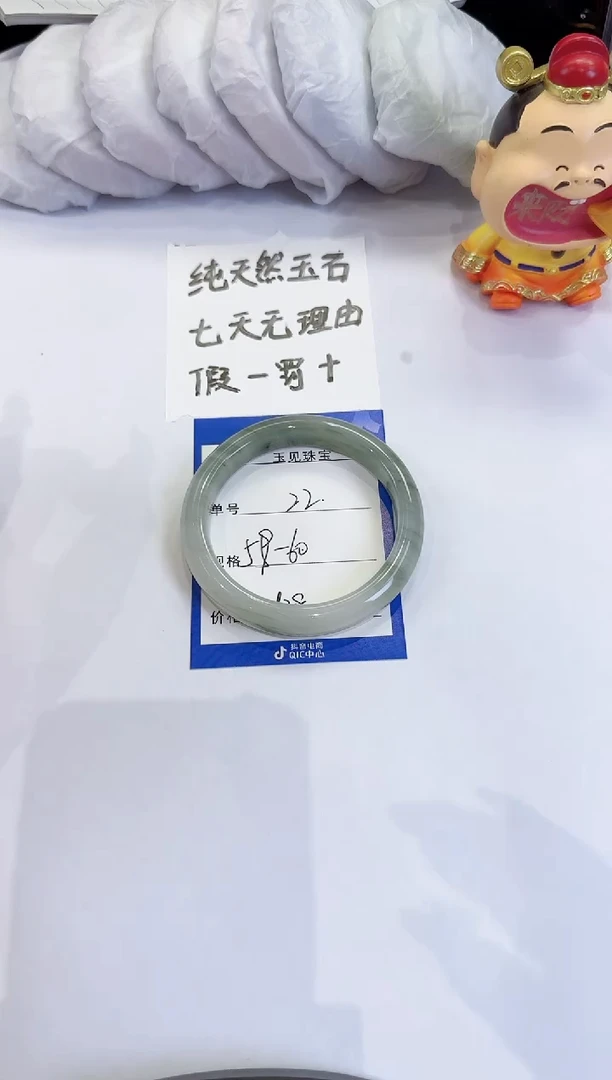 纯天然玉石
七天无理由
假一罚十
玉见珠宝
单号 22.
规格 58-60
价格
抖音电商
QIC中心